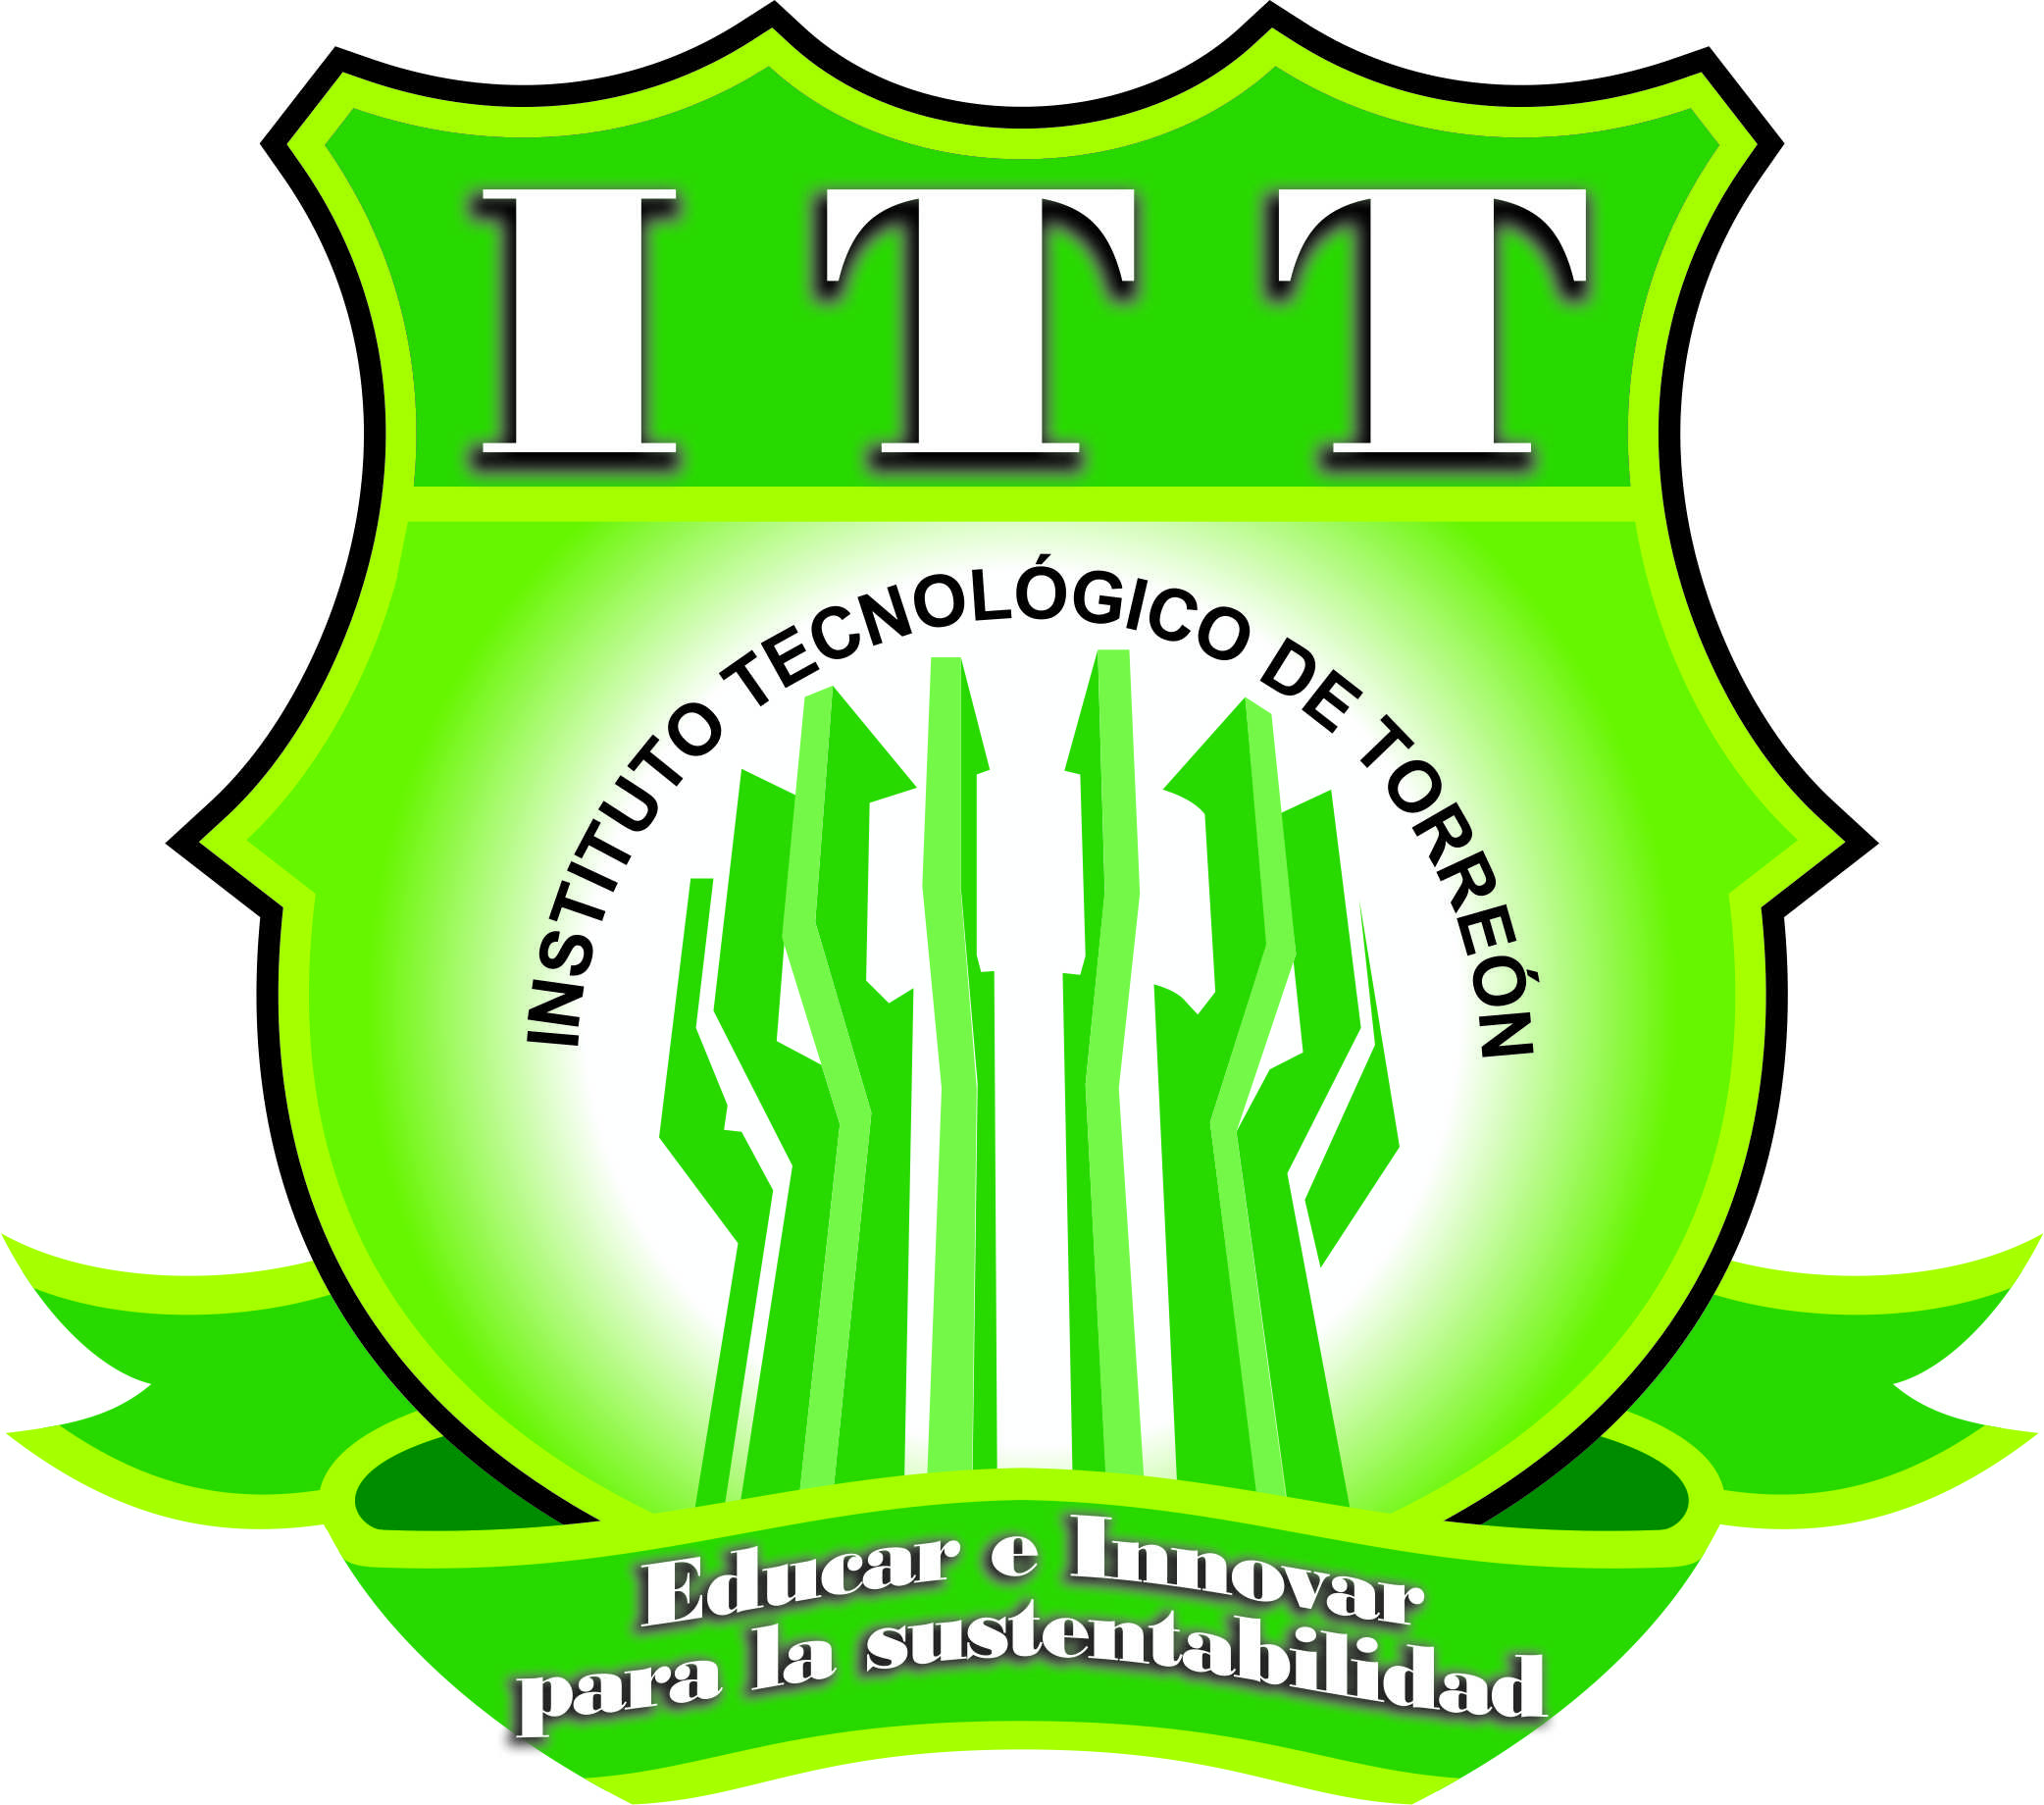 ITT
INSTITUTO TECNOLÓGICO DE TORREÓN
Educar e Innovar
para la sustentabilidad